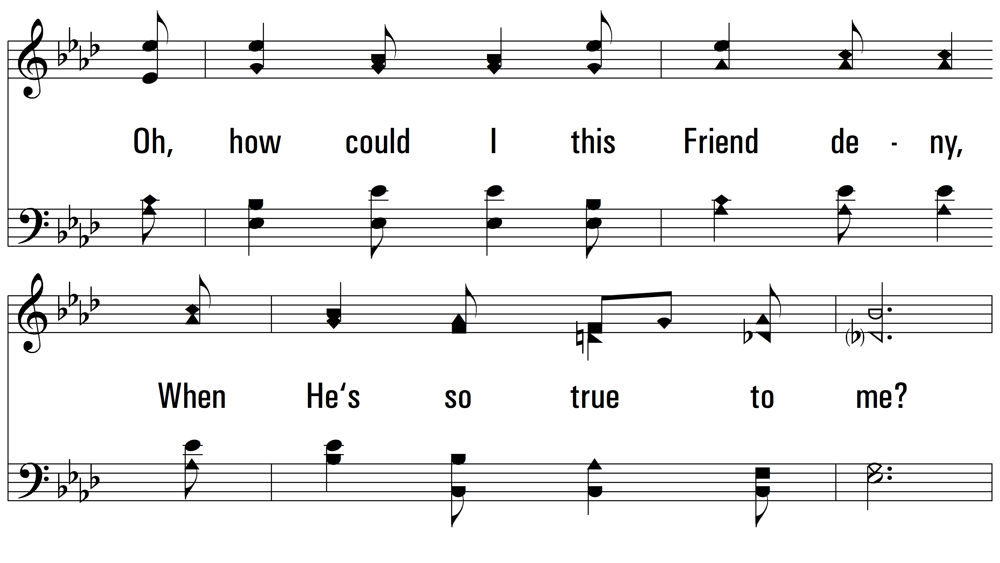 Oh, how could I this Friend de - ny,
When He‘s so true to me?